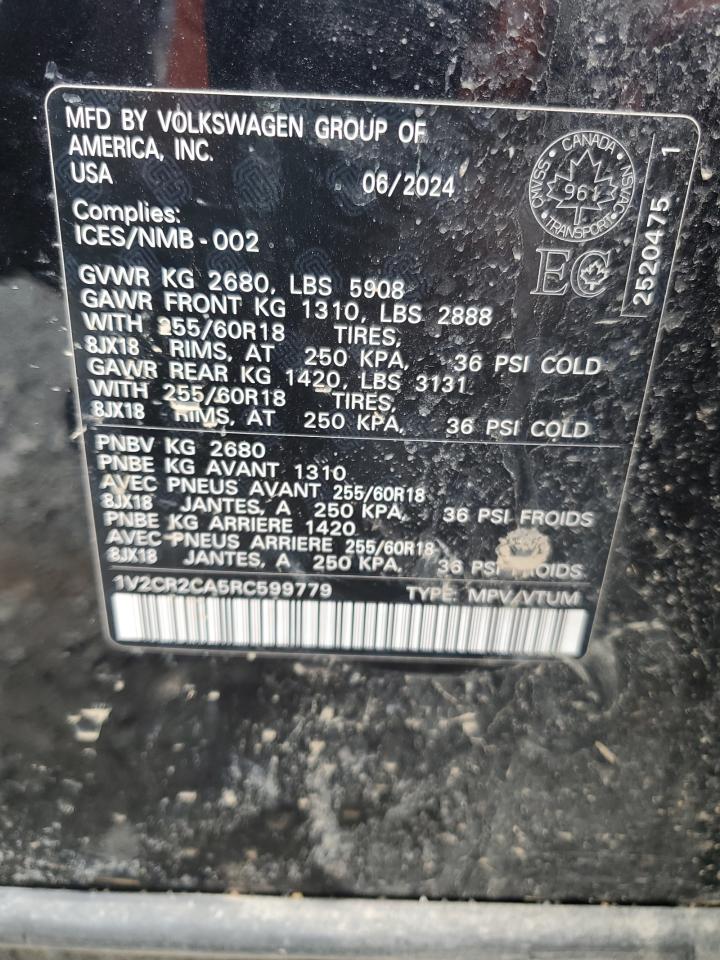 MFD BY VOLKSWAGEN GROUP OF
AMERICA, INC.
USA 06/2024
Complies:
ICES/NMB-002
GVWR KG 2680, LBS 5908
GAWR FRONT KG 1310, LBS 2888
WITH 255/60R18 TIRES,
8JX18 RIMS, AT 250 KPA, 36 PSI COLD
GAWR REAR KG 1420, LBS 3131
WITH 255/60R18 TIRES,
8JX18 RIMS, AT 250 KPA, 36 PSI COLD
CANADA
961
TRANSPORT
EC
2520475 1
PNBV KG 2680
PNBE KG AVANT 1310
AVEC PNEUS AVANT 255/60R18
8JX18 JANTES, A 250 KPA, 36 PSI FROIDS
PNBE KG ARRIERE 1420
AVEC PNEUS ARRIERE 255/60R18
8JX18 JANTES, A 250 KPA, 36 PSI FROIDS
1V2CR2CA5RC599779 TYPE: MPV/VTUM